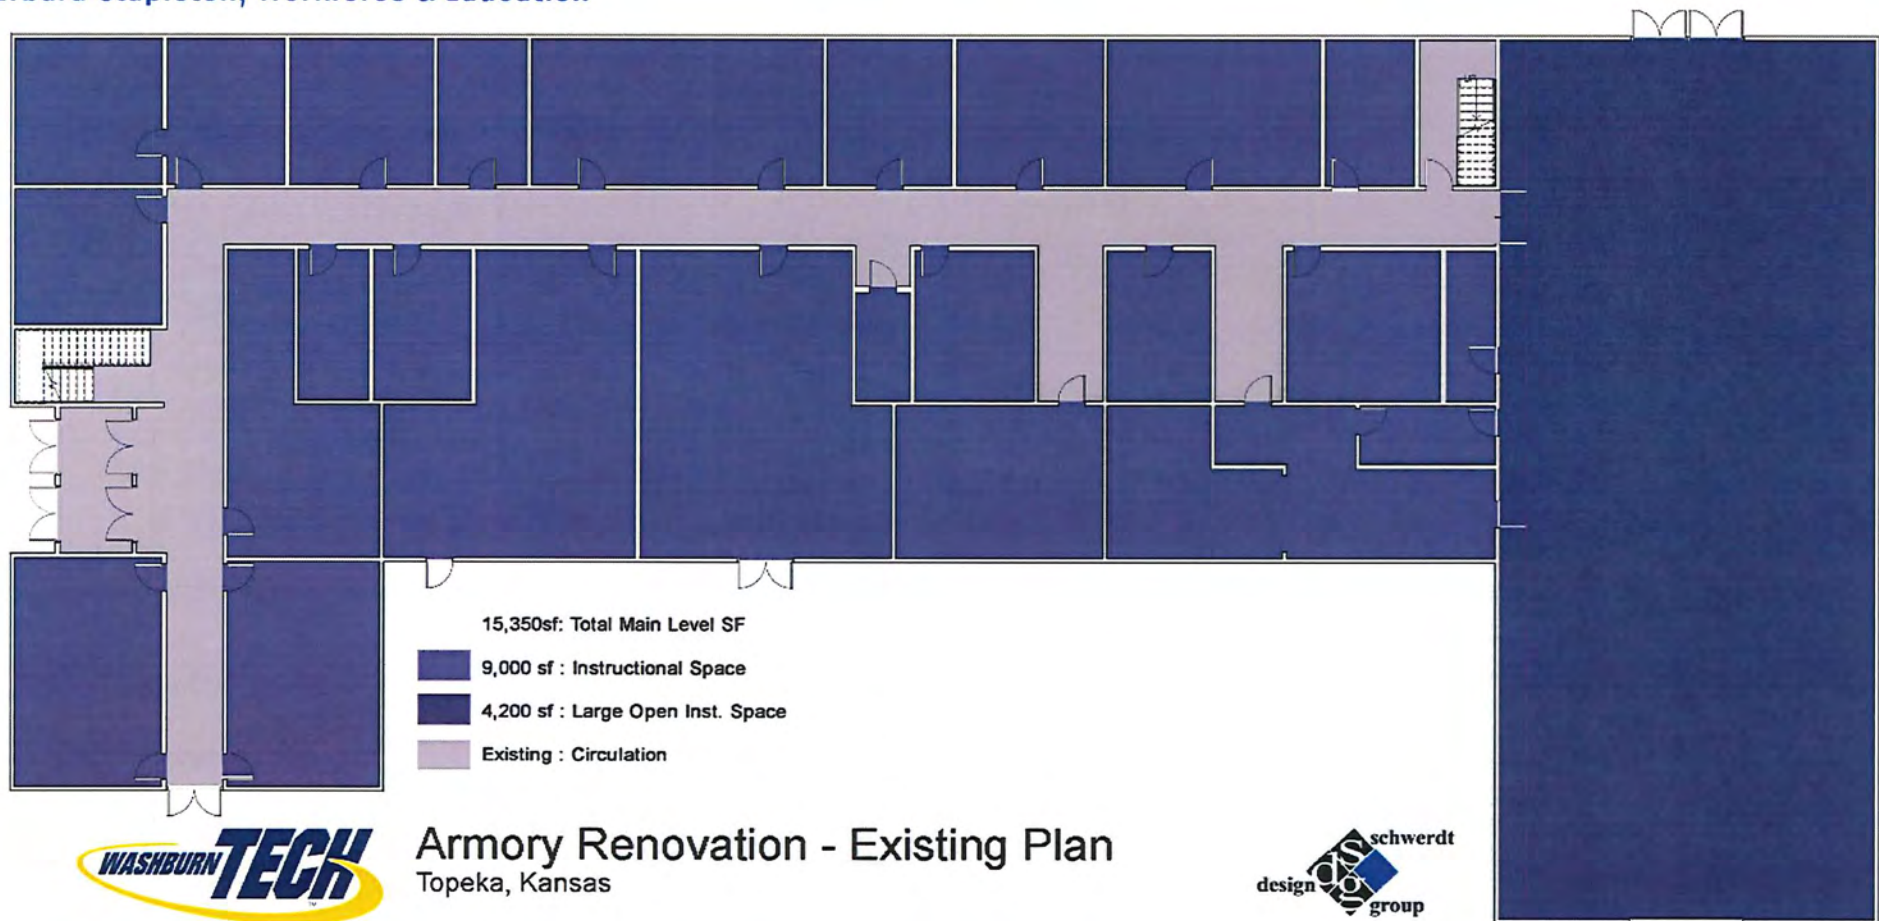 15,350sf: Total Main Level SF
9,000 sf : Instructional Space
4,200 sf : Large Open Inst. Space
Existing : Circulation
WASHBURN TECH
Armory Renovation - Existing Plan
Topeka, Kansas
schwerdt
design
group
dsg